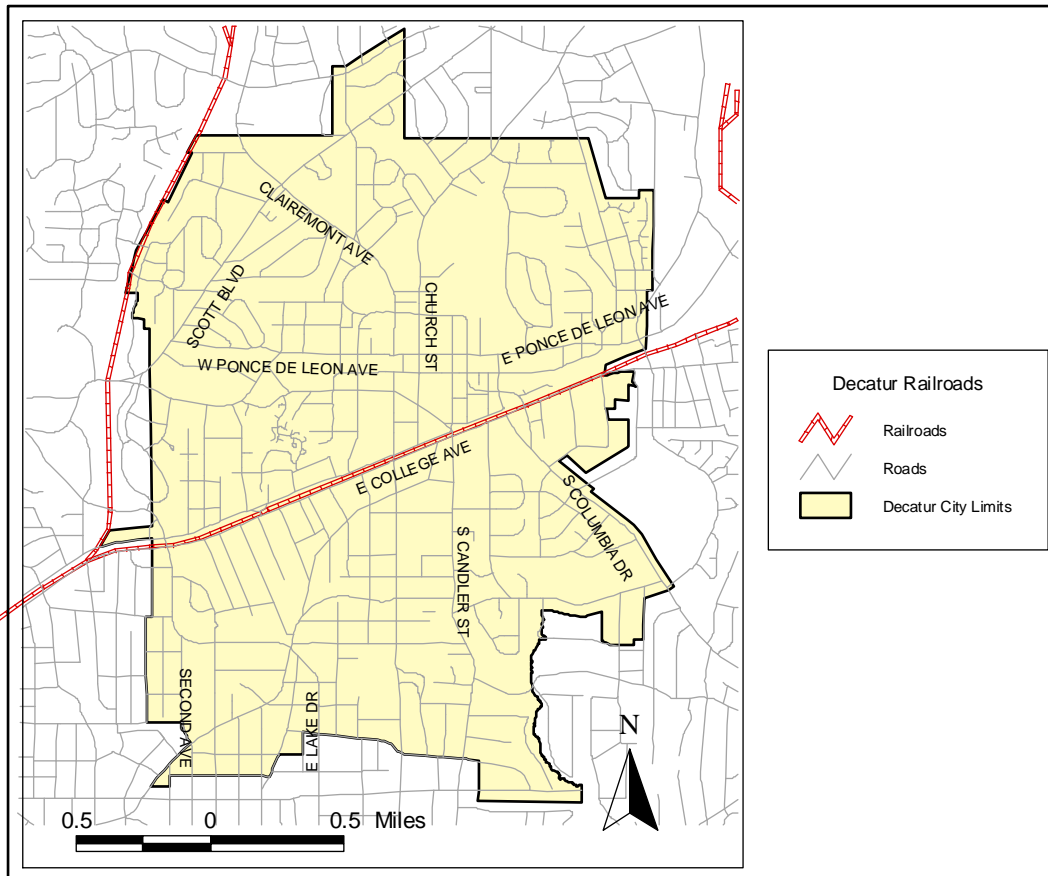 CLAIREMONT AVE
SCOTT BLVD
CHURCH ST
E PONCE DE LEON AVE
W PONCE DE LEON AVE
E COLLEGE AVE
S COLUMBIA DR
S CANDLER ST
SECOND AVE
E LAKE DR
N
0.5 0 0.5 Miles
Decatur Railroads
Railroads
Roads
Decatur City Limits